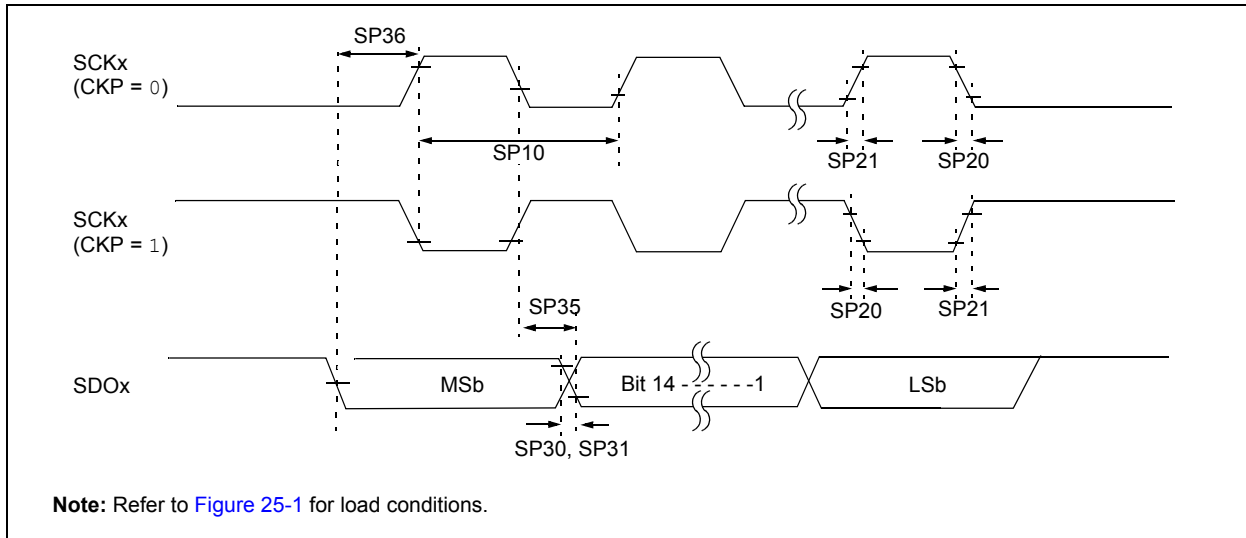 SP36
SCKx
(CKP = 0)
SP10
SP21
SP20
SCKx
(CKP = 1)
SP35
SP20
SP21
SDOx
MSb
Bit 14 - - - - - -1
LSb
SP30, SP31
Note: Refer to Figure 25-1 for load conditions.